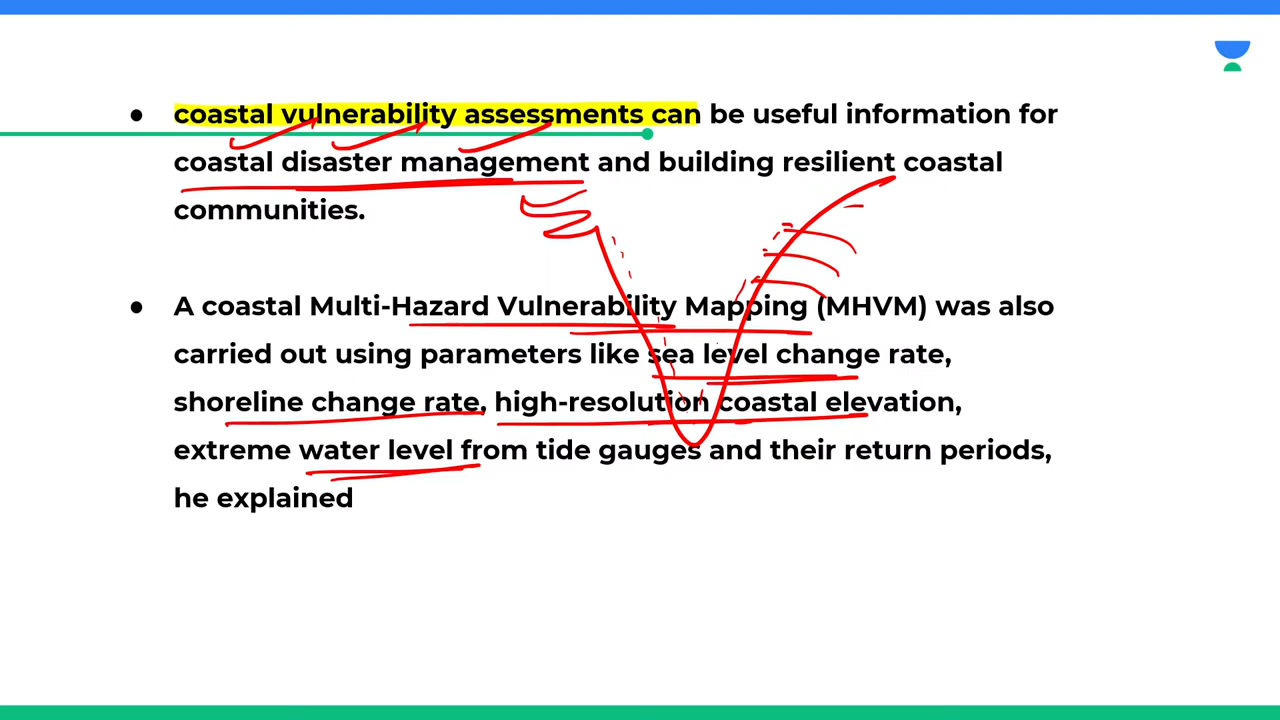 ● coastal vulnerability assessments can be useful information for
coastal disaster management and building resilient coastal
communities.
● A coastal Multi-Hazard Vulnerability Mapping (MHVM) was also
carried out using parameters like sea level change rate,
shoreline change rate, high-resolution coastal elevation,
extreme water level from tide gauges and their return periods,
he explained